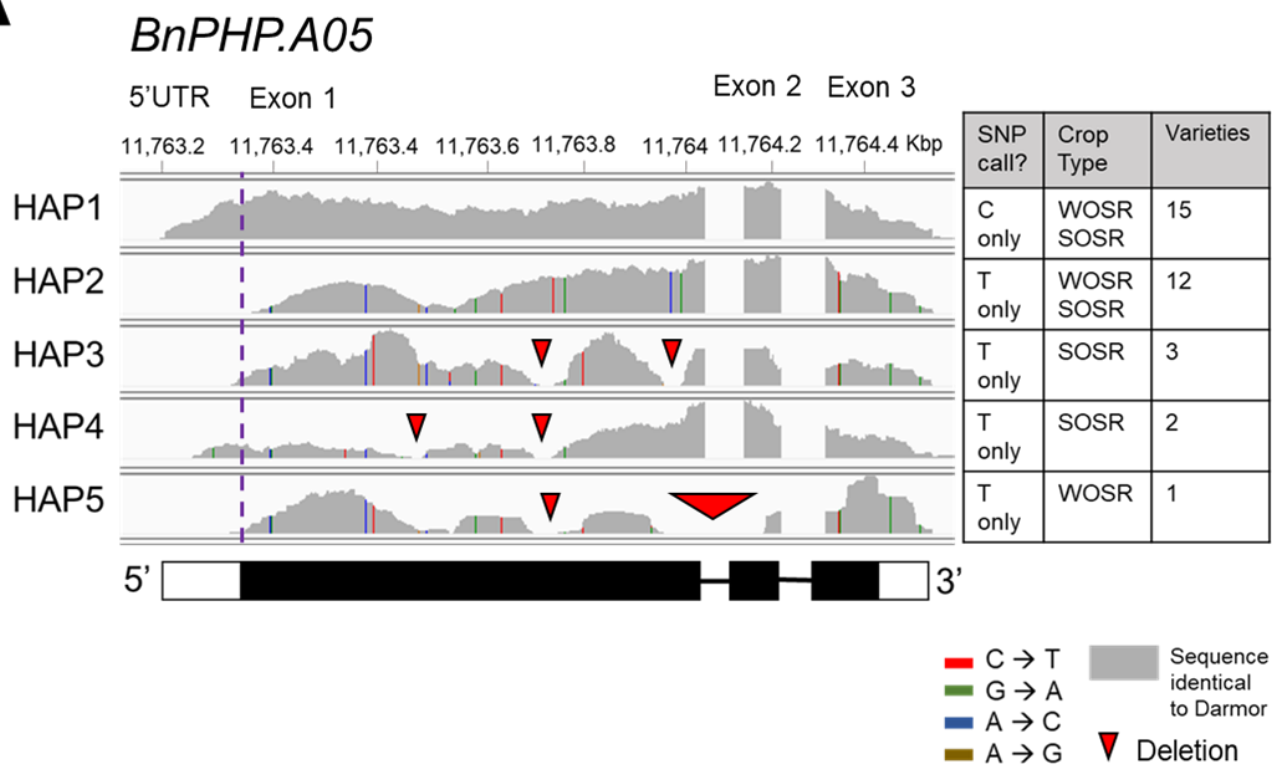 A
BnPHP.A05
5'UTR Exon 1 Exon 2 Exon 3
11,763.2 11,763.4 11,763.4 11,763.6 11,763.8 11,764 11,764.2 11,764.4 Kbp
SNP call? Crop Type Varieties
HAP1 C only WOSR SOSR 15
HAP2 T only WOSR SOSR 12
HAP3 T only SOSR 3
HAP4 T only SOSR 2
HAP5 T only WOSR 1
5’ 3’
C → T
G → A
A → C
A → G
Sequence
identical
to Darmor
Deletion